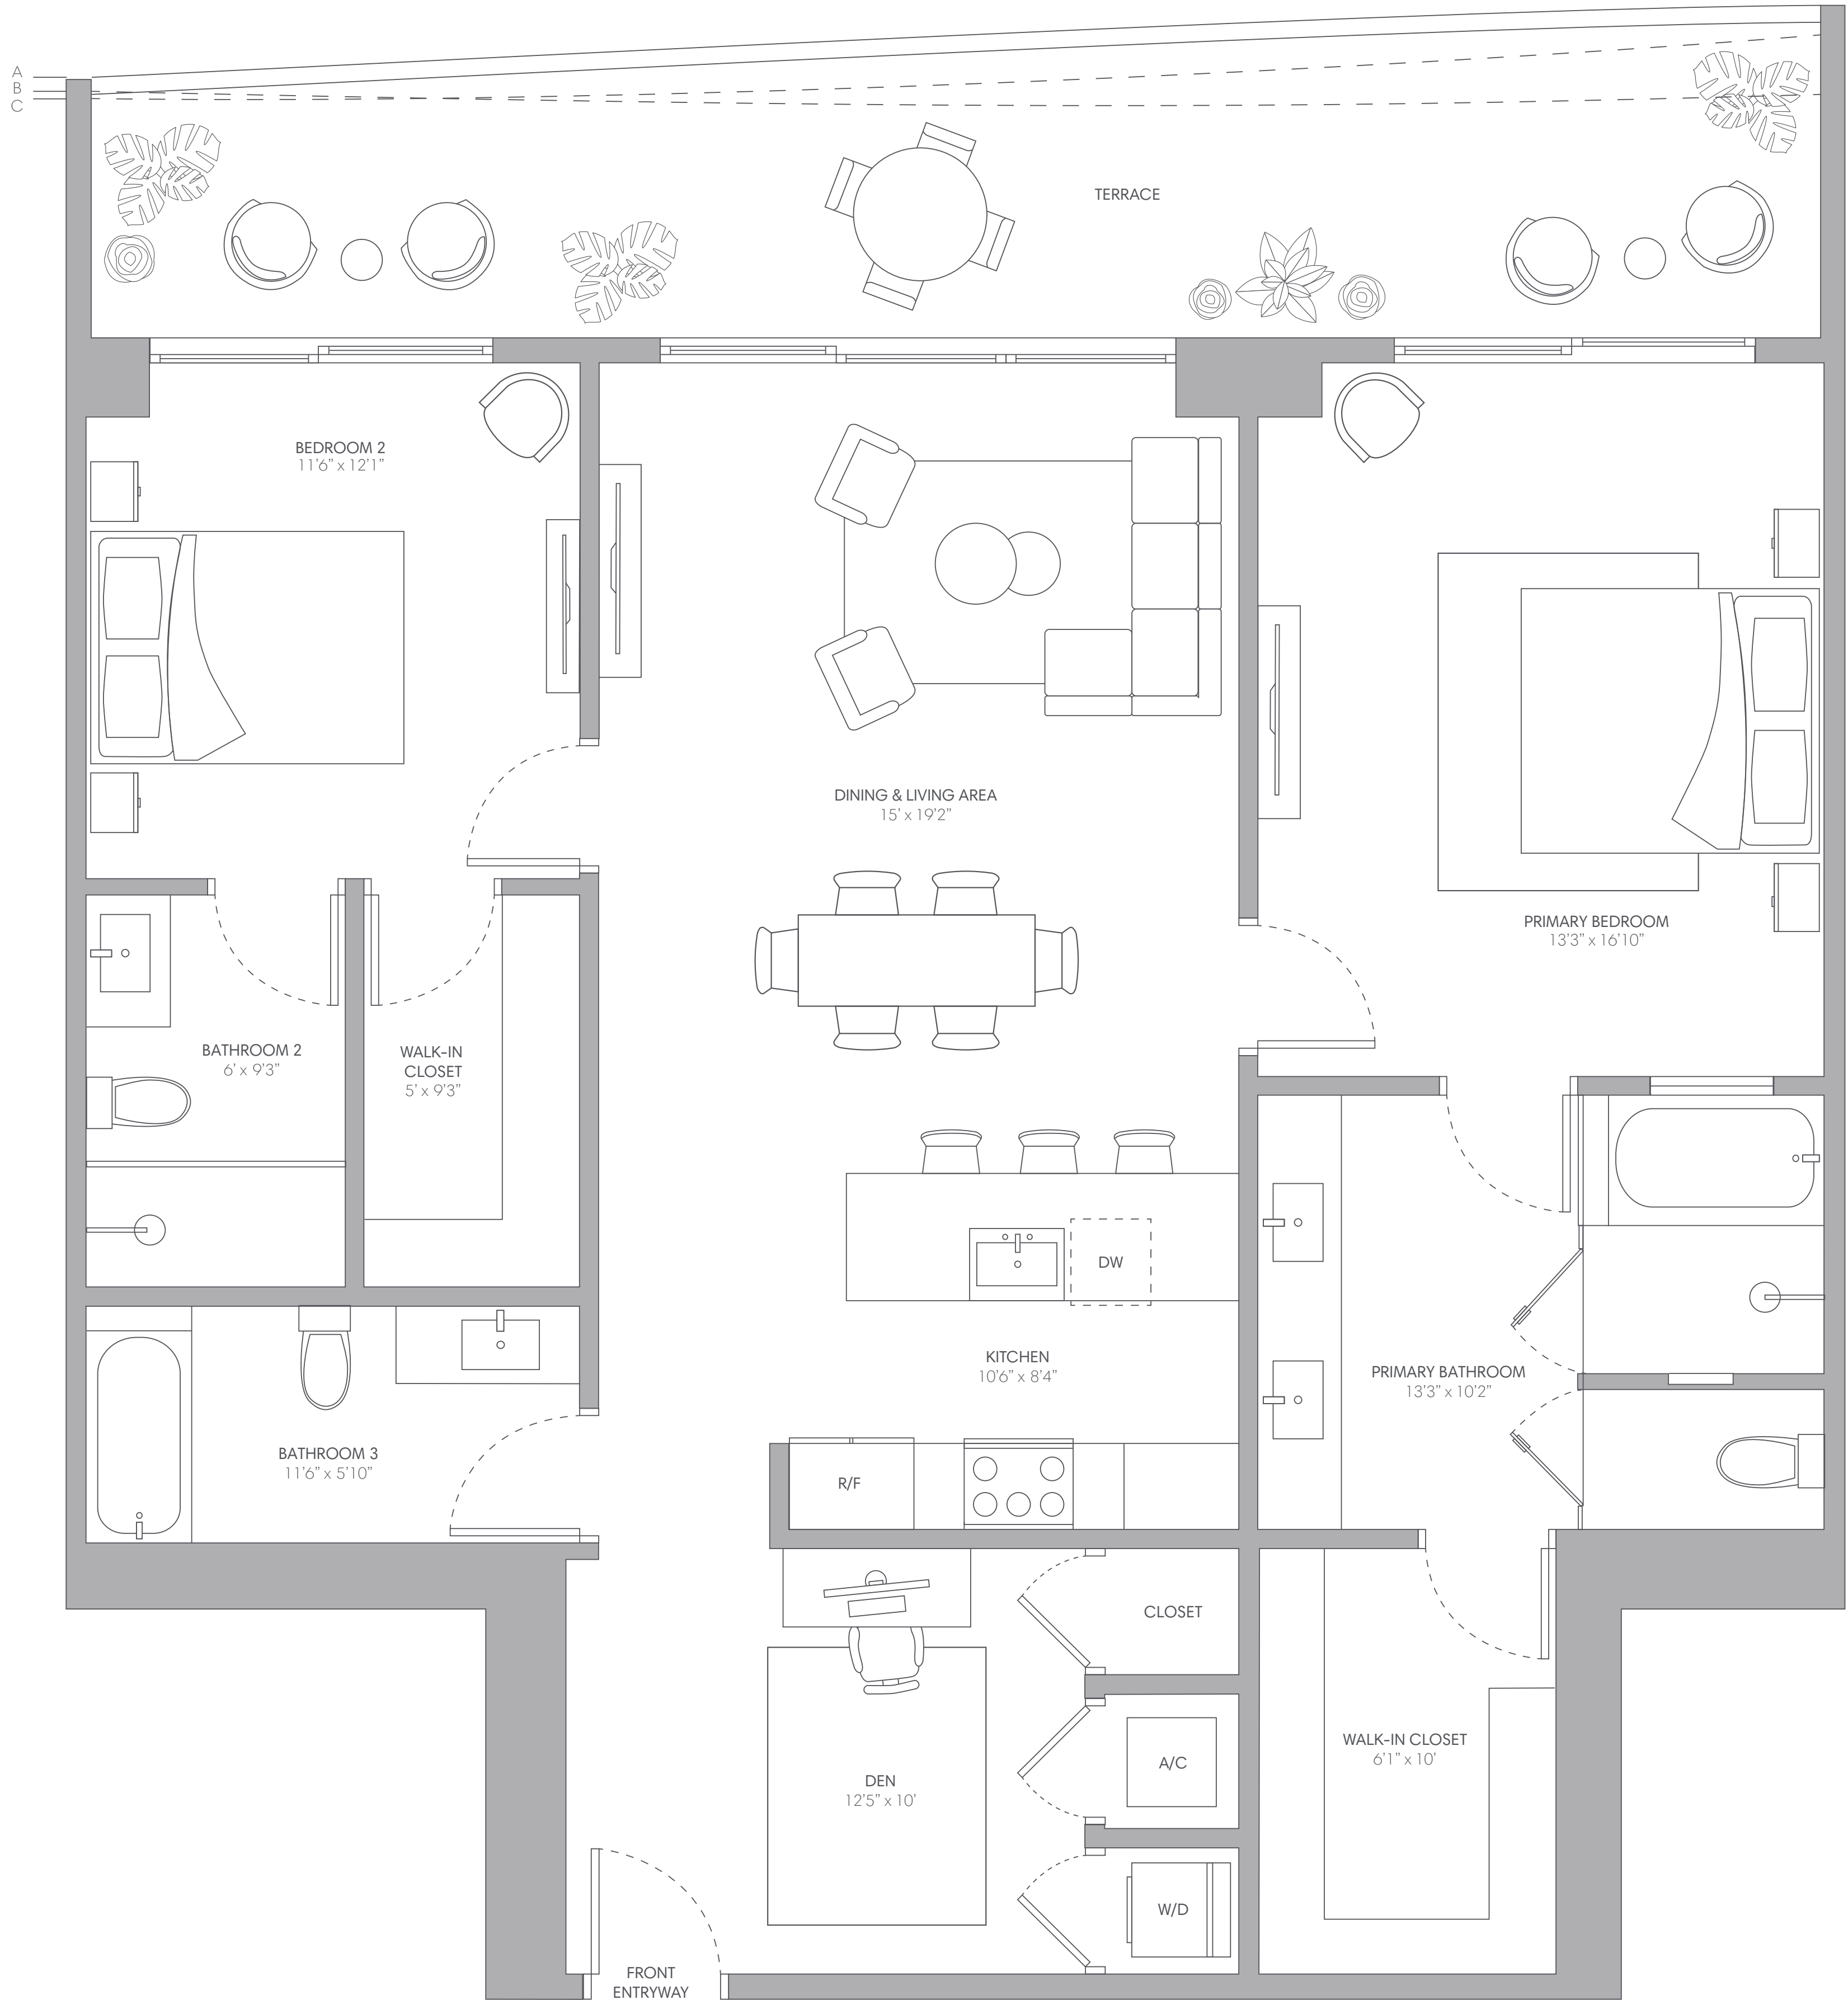 A
B
C
TERRACE
BEDROOM 2
11'6” x 12'1”
DINING & LIVING AREA
15' x 19'2”
PRIMARY BEDROOM
13'3” x 16'10”
BATHROOM 2
6' x 9'3”
WALK-IN
CLOSET
5' x 9'3”
DW
KITCHEN
10'6” x 8'4”
PRIMARY BATHROOM
13'3” x 10'2”
BATHROOM 3
11'6” x 5'10”
R/F
CLOSET
WALK-IN CLOSET
6'1” x 10'
A/C
DEN
12'5” x 10'
W/D
FRONT
ENTRYWAY